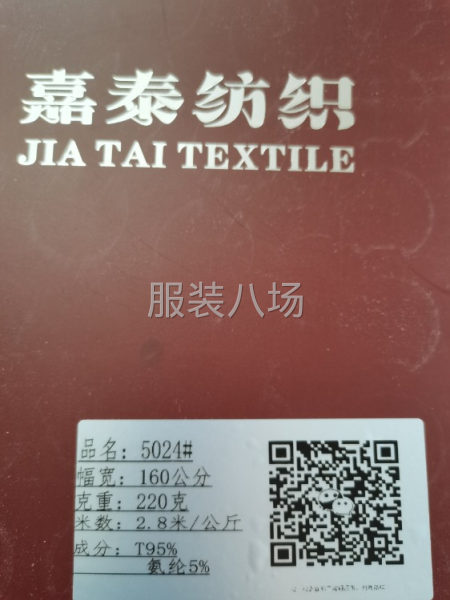 嘉泰纺织
JIA TAI TEXTILE
服装八场
品名: 5024#
幅宽: 160公分
克重: 220克
米数: 2.8米/公斤
成分: T95%
氨纶5%